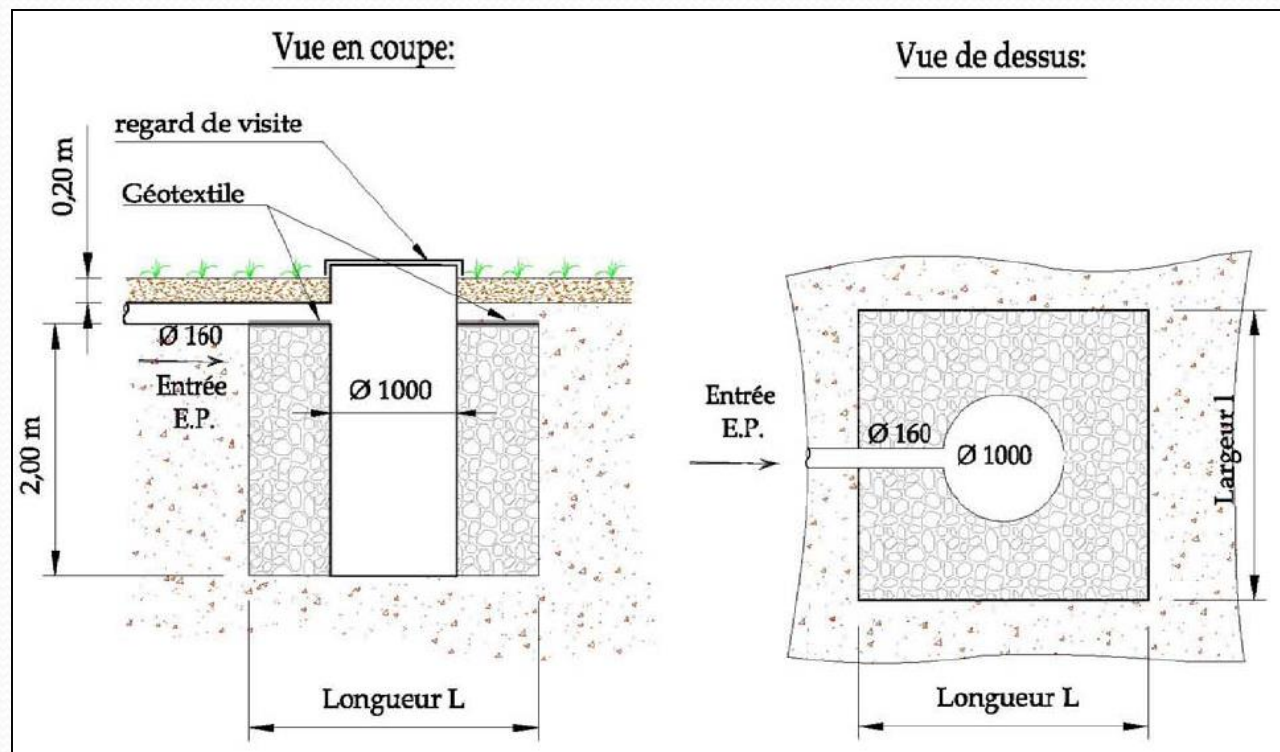 Vue en coupe:
regard de visite
0,20 m
Géotextile
Ø 160
Entrée
E.P.
Ø 1000
2,00 m
Longueur L
Vue de dessus:
Entrée
E.P.
Ø 160
Ø 1000
Largeur l
Longueur L